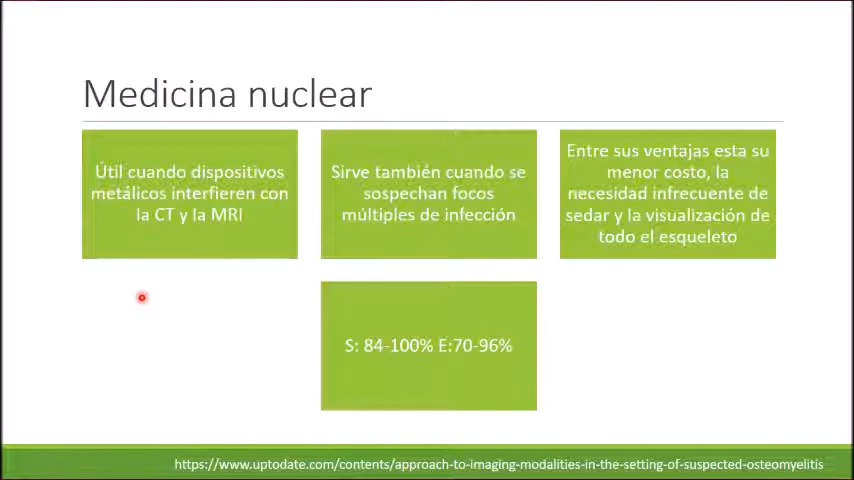 Medicina nuclear
Útil cuando dispositivos
metálicos interfieren con
la CT y la MRI
Sirve también cuando se
sospechan focos
múltiples de infección
Entre sus ventajas esta su
menor costo, la
necesidad infrecuente de
sedar y la visualización de
todo el esqueleto
S: 84-100% E:70-96%
https://www.uptodate.com/contents/approach-to-imaging-modalities-in-the-setting-of-suspected-osteomyelitis